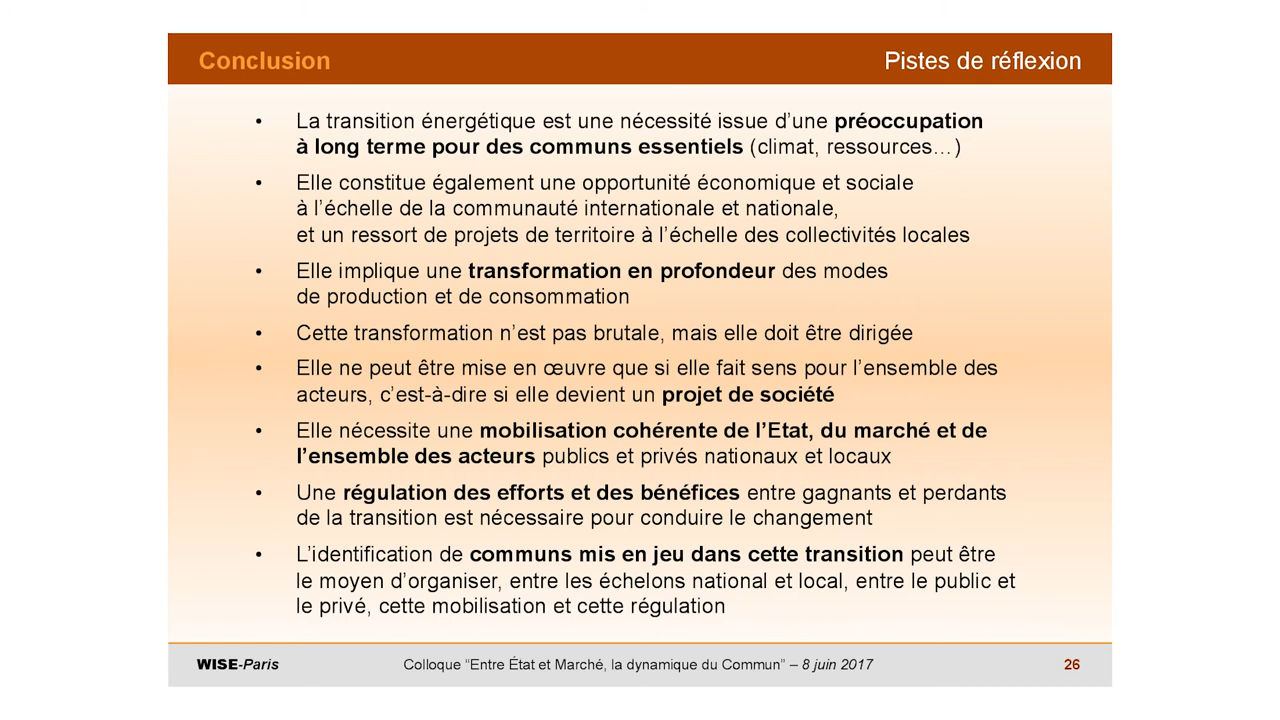 Conclusion
Pistes de réflexion
• La transition énergétique est une nécessité issue d’une préoccupation
à long terme pour des communs essentiels (climat, ressources…)
• Elle constitue également une opportunité économique et sociale
à l’échelle de la communauté internationale et nationale,
et un ressort de projets de territoire à l’échelle des collectivités locales
• Elle implique une transformation en profondeur des modes
de production et de consommation
• Cette transformation n’est pas brutale, mais elle doit être dirigée
• Elle ne peut être mise en œuvre que si elle fait sens pour l’ensemble des
acteurs, c’est-à-dire si elle devient un projet de société
• Elle nécessite une mobilisation cohérente de l’Etat, du marché et de
l’ensemble des acteurs publics et privés nationaux et locaux
• Une régulation des efforts et des bénéfices entre gagnants et perdants
de la transition est nécessaire pour conduire le changement
• L’identification de communs mis en jeu dans cette transition peut être
le moyen d’organiser, entre les échelons national et local, entre le public et
le privé, cette mobilisation et cette régulation
WISE-Paris
Colloque “Entre État et Marché, la dynamique du Commun” – 8 juin 2017
26